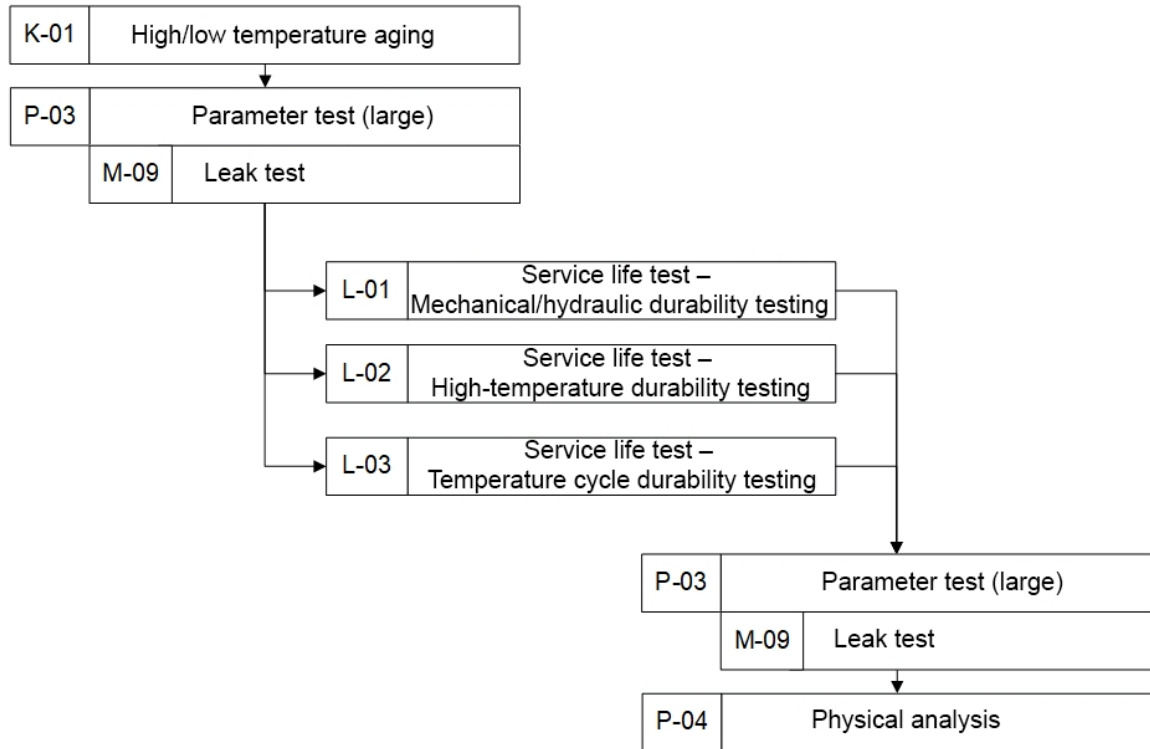 K-01 High/low temperature aging
P-03 Parameter test (large)
M-09 Leak test
L-01 Service life test –
Mechanical/hydraulic durability testing
L-02 Service life test –
High-temperature durability testing
L-03 Service life test –
Temperature cycle durability testing
P-03 Parameter test (large)
M-09 Leak test
P-04 Physical analysis